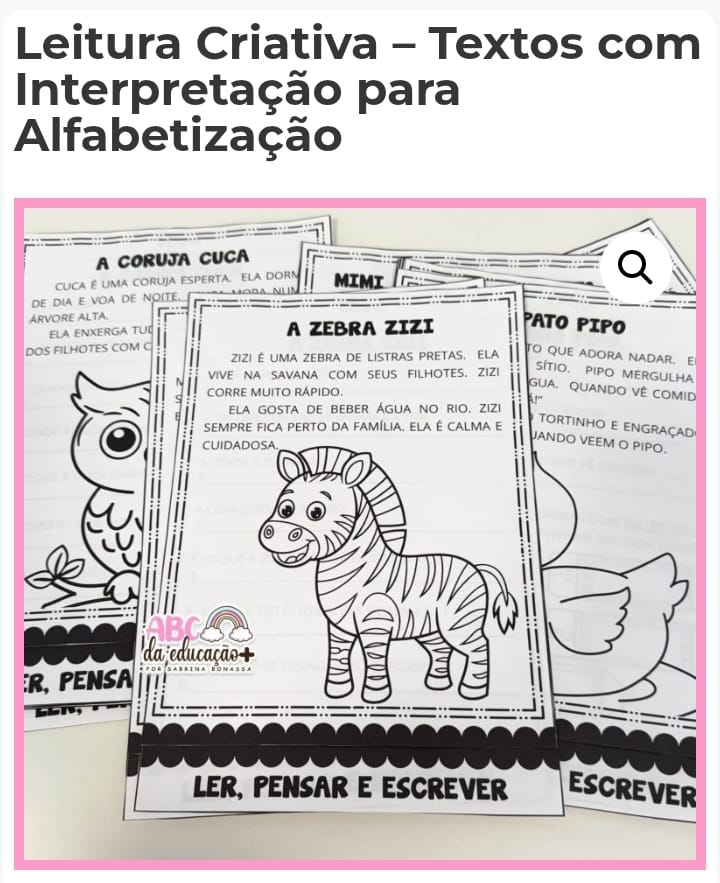 Leitura Criativa – Textos com
Interpretação para
Alfabetização
A CORUJA CUCA
CUCA É UMA CORUJA ESPERTA. ELA DORM
DE DIA E VOA DE NOITE.
ÁRVORE ALTA.
ELA ENXERGA TUD
DOS FILHOTES COM C
MIMI
A ZEBRA ZIZI
ZIZI É UMA ZEBRA DE LISTRAS PRETAS. ELA
VIVE NA SAVANA COM SEUS FILHOTES. ZIZI
CORRE MUITO RÁPIDO.
ELA GOSTA DE BEBER ÁGUA NO RIO. ZIZI
SEMPRE FICA PERTO DA FAMÍLIA. ELA É CALMA E
CUIDADOSA.
PATO PIPO
TO QUE ADORA NADAR. E
SÍTIO. PIPO MERGULHA
GUA. QUANDO VÊ COMID
TORTINHO E ENGRAÇAD
UANDO VEEM O PIPO.
ABC
da educação+
POR SABRINA BONASSA
ER, PENSA
LER, PENSAR E ESCREVER
ESCREVER